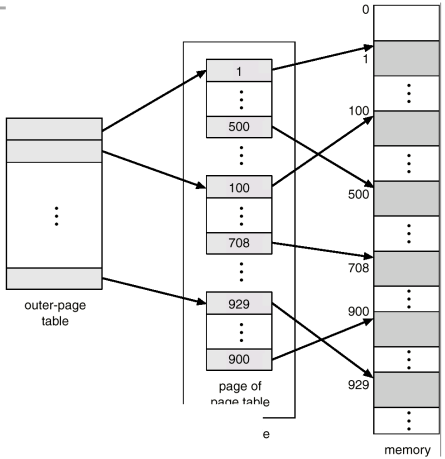 0
1
1
100
500
100
500
708
708
900
929
900
929
outer-page
table
page of
page table
e
memory